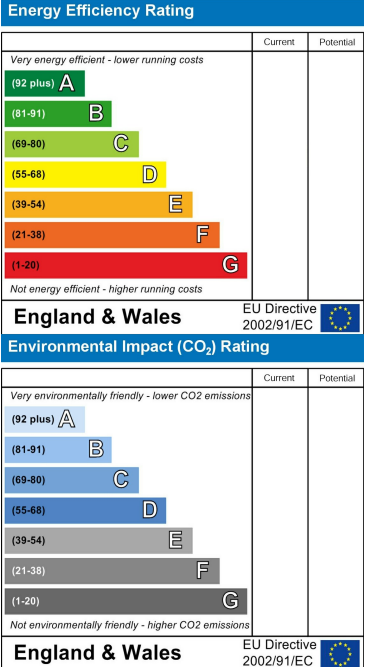 Energy Efficiency Rating
Current Potential
Very energy efficient - lower running costs
(92 plus) A
(81-91) B
(69-80) C
(55-68) D
(39-54) E
(21-38) F
(1-20) G
Not energy efficient - higher running costs
England & Wales
EU Directive
2002/91/EC
Environmental Impact (CO₂) Rating
Current Potential
Very environmentally friendly - lower CO2 emissions
(92 plus) A
(81-91) B
(69-80) C
(55-68) D
(39-54) E
(21-38) F
(1-20) G
Not environmentally friendly - higher CO2 emissions
England & Wales
EU Directive
2002/91/EC